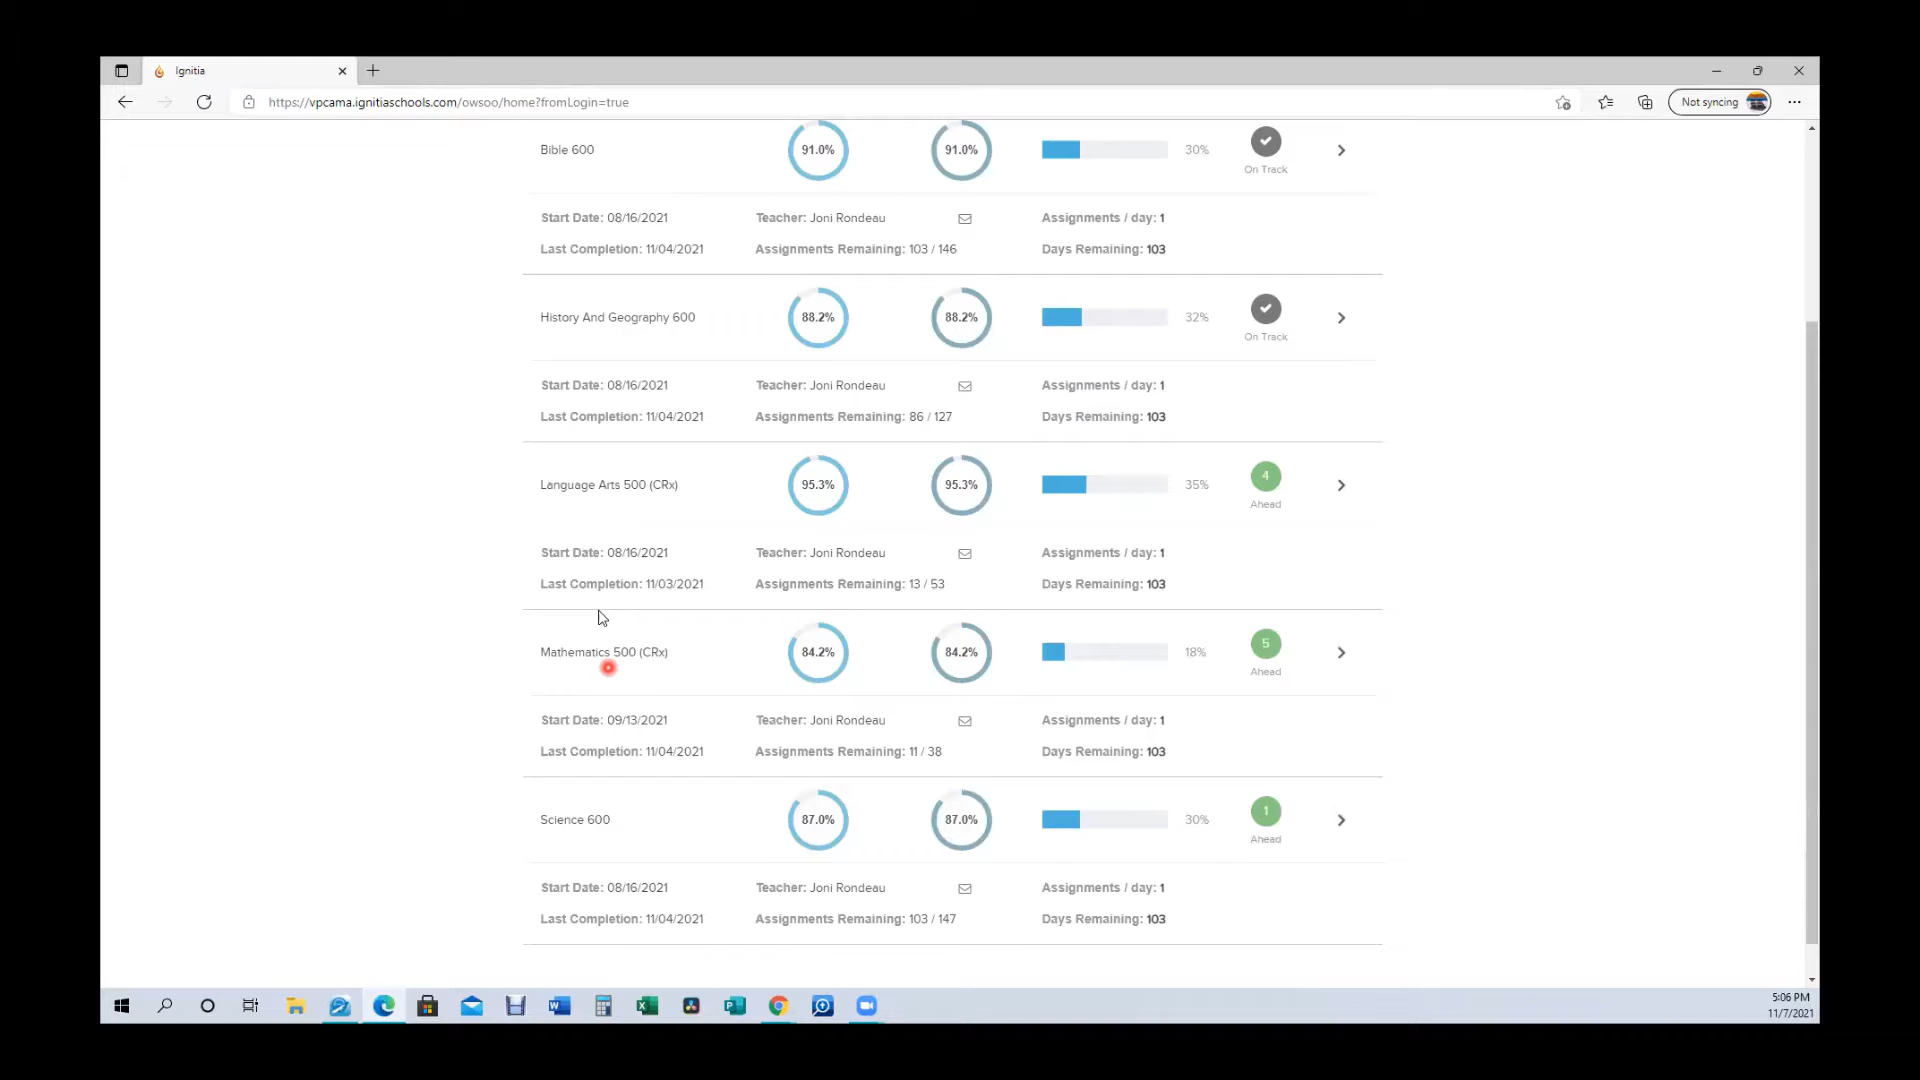 Ignitia
https://vpcama.ignitiaschools.com/owsoo/home?fromLogin=true
Not syncing
Bible 600
91.0%
91.0%
30%
On Track
Start Date: 08/16/2021
Teacher: Joni Rondeau
Assignments / day: 1
Last Completion: 11/04/2021
Assignments Remaining: 103 / 146
Days Remaining: 103
History And Geography 600
88.2%
88.2%
32%
On Track
Start Date: 08/16/2021
Teacher: Joni Rondeau
Assignments / day: 1
Last Completion: 11/04/2021
Assignments Remaining: 86 / 127
Days Remaining: 103
Language Arts 500 (CRx)
95.3%
95.3%
35%
4
Ahead
Start Date: 08/16/2021
Teacher: Joni Rondeau
Assignments / day: 1
Last Completion: 11/03/2021
Assignments Remaining: 13 / 53
Days Remaining: 103
Mathematics 500 (CRx)
84.2%
84.2%
18%
5
Ahead
Start Date: 09/13/2021
Teacher: Joni Rondeau
Assignments / day: 1
Last Completion: 11/04/2021
Assignments Remaining: 11 / 38
Days Remaining: 103
Science 600
87.0%
87.0%
30%
1
Ahead
Start Date: 08/16/2021
Teacher: Joni Rondeau
Assignments / day: 1
Last Completion: 11/04/2021
Assignments Remaining: 103 / 147
Days Remaining: 103
5:06 PM
11/7/2021